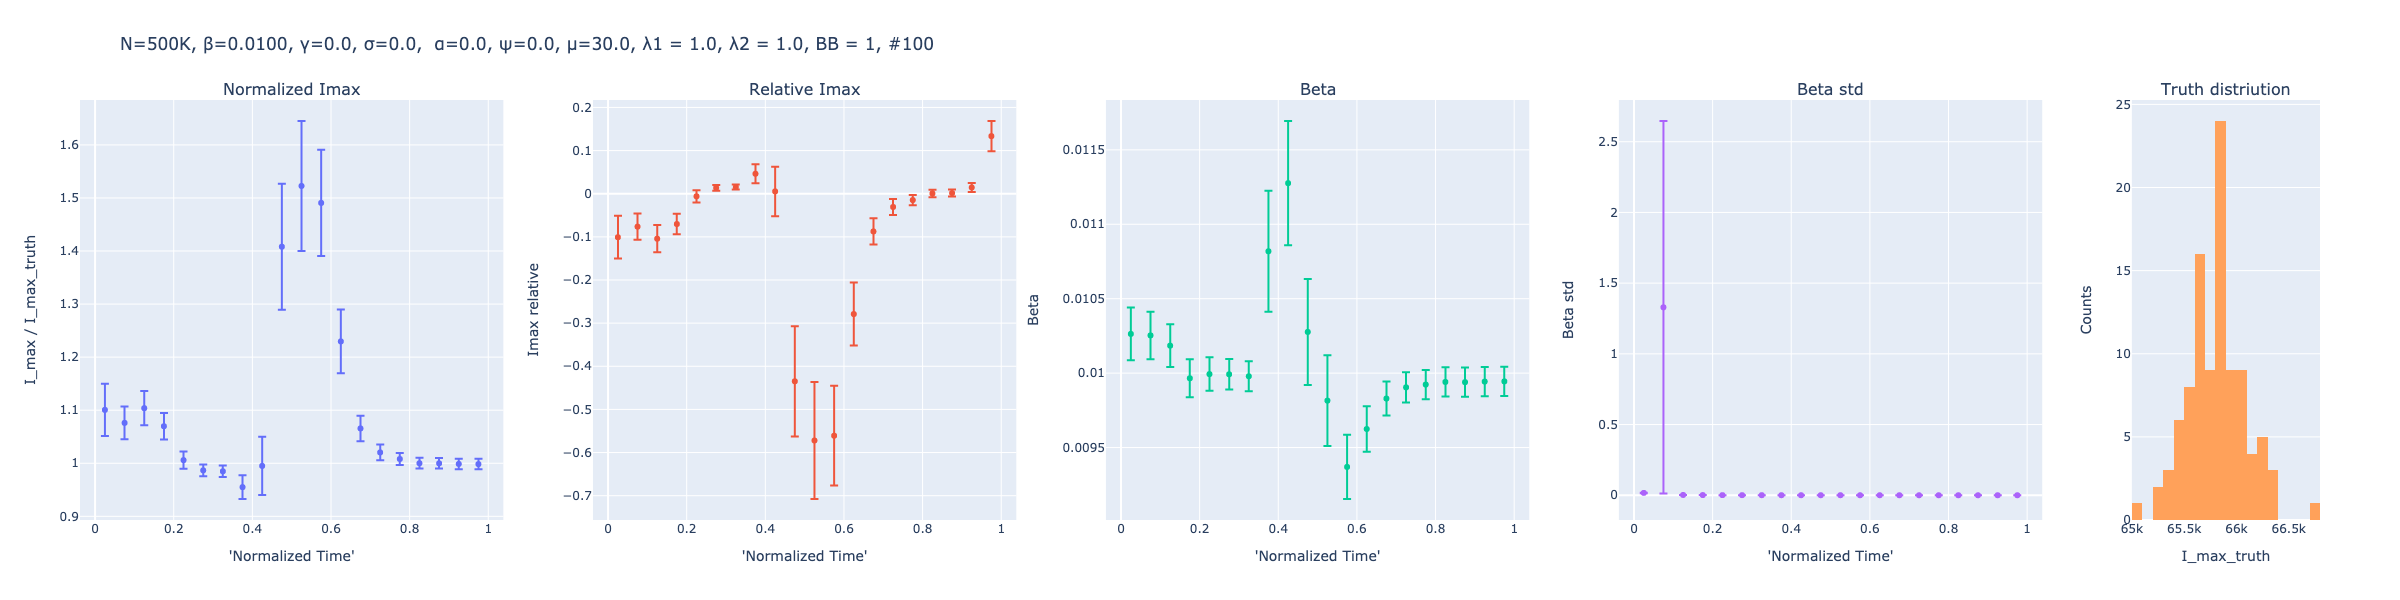 N=500K, β=0.0100, γ=0.0, σ=0.0,  α=0.0, ψ=0.0, μ=30.0, λ1 = 1.0, λ2 = 1.0, BB = 1, #100
Normalized Imax
I_max / I_max_truth
1.6
1.5
1.4
1.3
1.2
1.1
1
0.9
0 0.2 0.4 0.6 0.8 1
'Normalized Time'
Relative Imax
Imax relative
0.2
0.1
0
−0.1
−0.2
−0.3
−0.4
−0.5
−0.6
−0.7
0 0.2 0.4 0.6 0.8 1
'Normalized Time'
Beta
Beta
0.0115
0.011
0.0105
0.01
0.0095
0 0.2 0.4 0.6 0.8 1
'Normalized Time'
Beta std
Beta std
2.5
2
1.5
1
0.5
0
0 0.2 0.4 0.6 0.8 1
'Normalized Time'
Truth distriution
Counts
25
20
15
10
5
0
65k 65.5k 66k 66.5k
I_max_truth